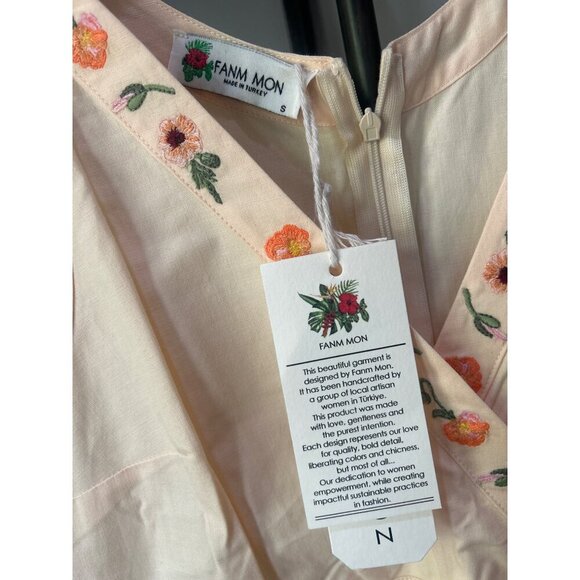 FANM MON
MADE IN TURKEY
S
FANM MON
This beautiful garment is
designed by Fanm Mon.
It has been handcrafted by
a group of local artisan
women in Türkiye.
This product was made
with love, gentleness and
the purest intention.
Each design represents our love
for quality, bold detail,
liberating colors and chicness,
but most of all...
Our dedication to women
empowerment, while creating
impactful sustainable practices
in fashion.
N